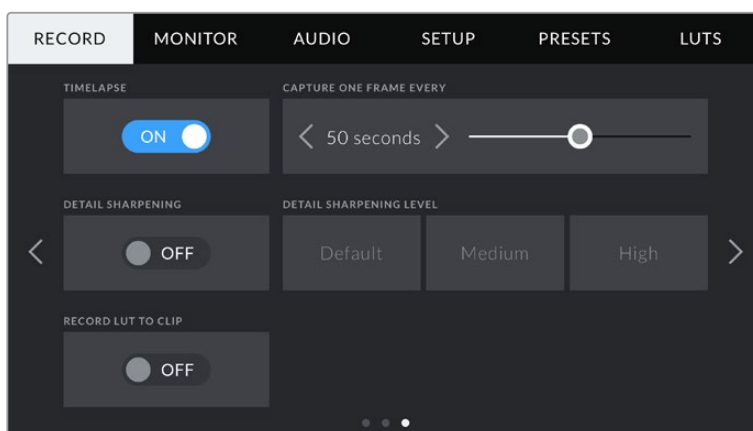 RECORD MONITOR AUDIO SETUP PRESETS LUTS
TIMELAPSE CAPTURE ONE FRAME EVERY
ON 50 seconds
DETAIL SHARPENING DETAIL SHARPENING LEVEL
OFF Default Medium High
RECORD LUT TO CLIP
OFF